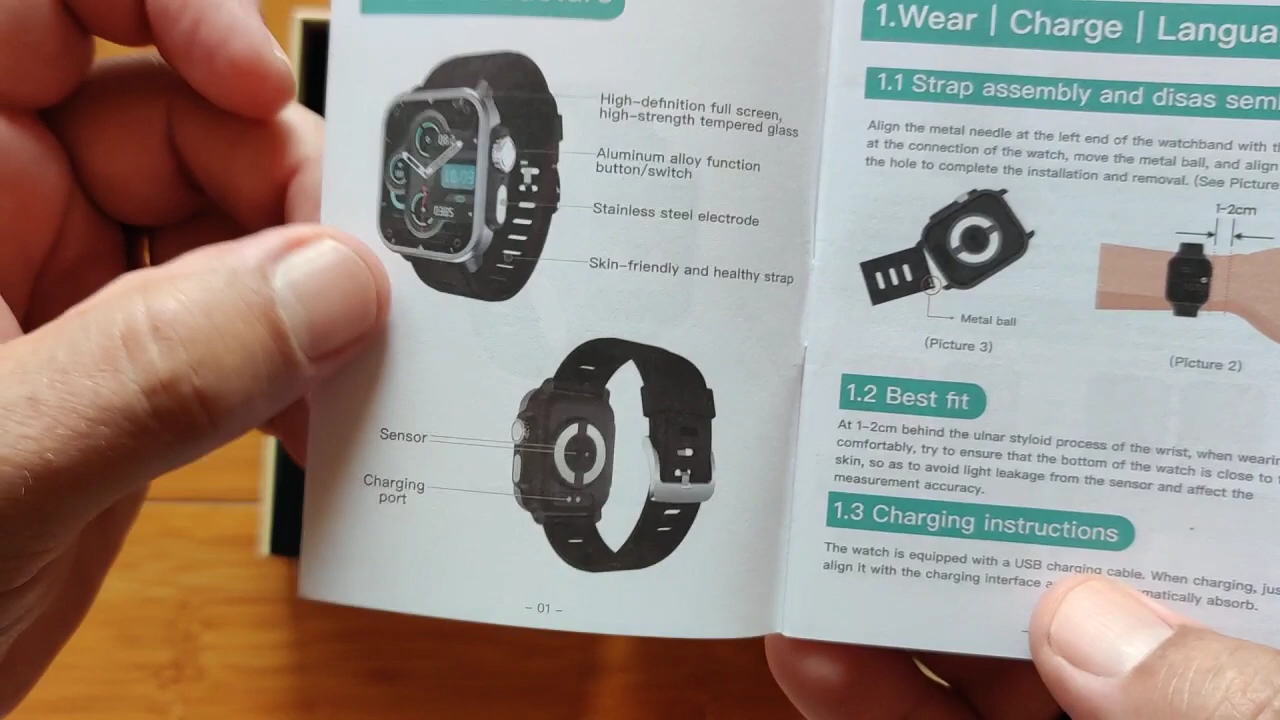 High-definition full screen,
high-strength tempered glass
Aluminum alloy function
button/switch
Stainless steel electrode
Skin-friendly and healthy strap
Sensor
Charging
port
- 01 -
1.Wear | Charge | Langua
1.1 Strap assembly and disas sem
Align the metal needle at the left end of the watchband with
at the connection of the watch, move the metal ball, and align
the hole to complete the installation and removal. (See Picture
1-2cm
Metal ball
(Picture 3)
(Picture 2)
1.2 Best fit
At 1-2cm behind the ulnar styloid process of the wrist, when
comfortably, try to ensure that the bottom of the watch is close to
skin, so as to avoid light leakage from the sensor and affect the
measurement accuracy.
1.3 Charging instructions
The watch is equipped with a USB charging cable. When charging,
align it with the charging interface matically absorb.